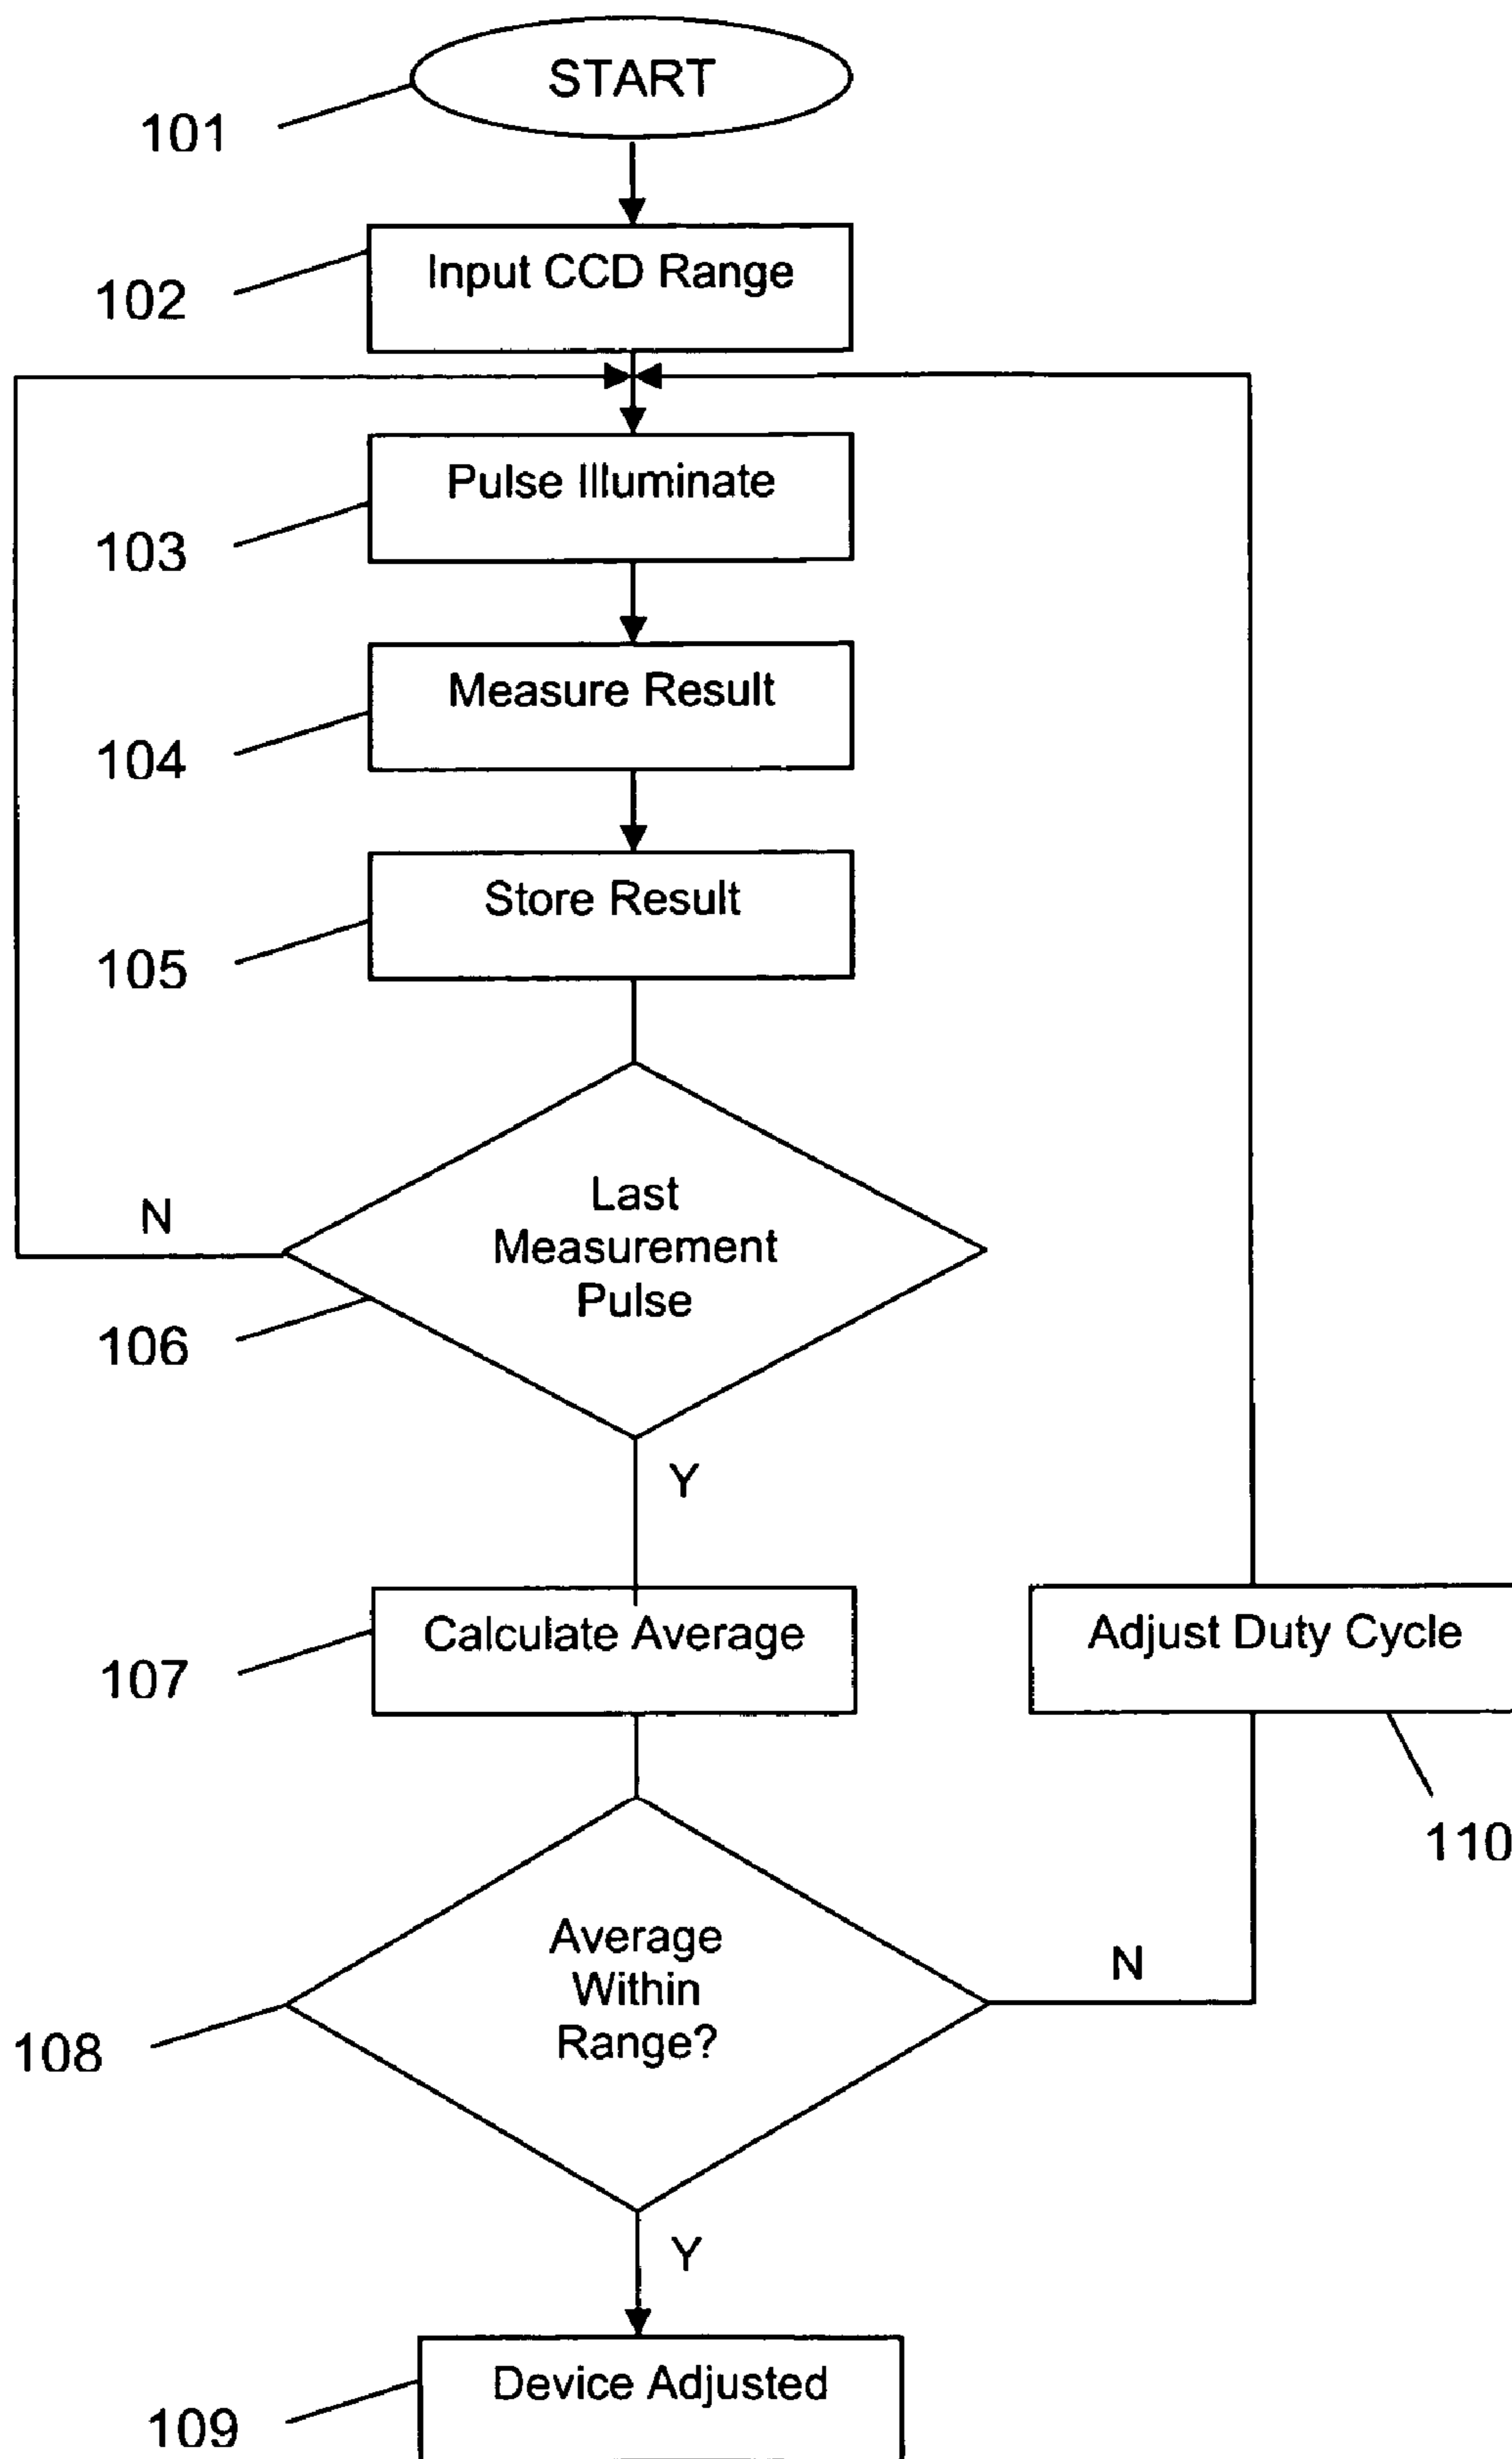 START
101
Input CCD Range
102
Pulse Illuminate
103
Measure Result
104
Store Result
105
Last
Measurement
Pulse
N
106
Y
Calculate Average
107
Adjust Duty Cycle
110
Average
Within
Range?
N
108
Y
Device Adjusted
109